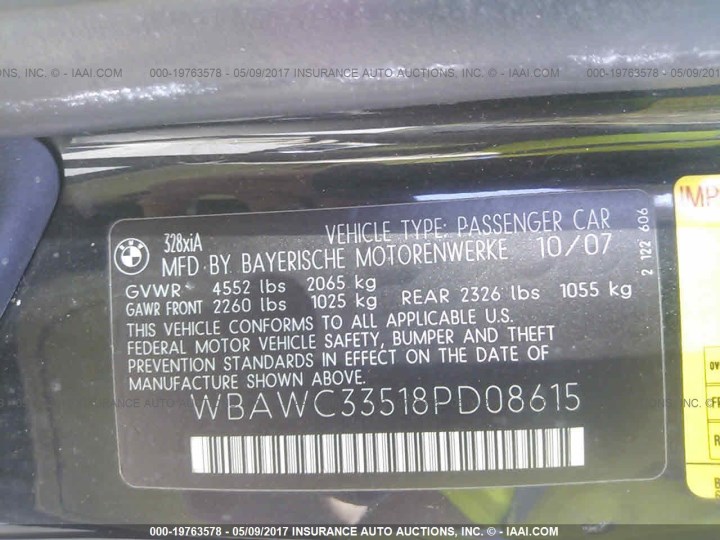 NS, INC. © - IAAI.COM 000-19763578 - 05/09/2017 INSURANCE AUTO AUCTIONS, INC. © - IAAI.COM 000-
328xiA VEHICLE TYPE: PASSENGER CAR
MFD BY BAYERISCHE MOTORENWERKE 10/07
GVWR 4552 lbs 2065 kg
GAWR FRONT 2260 lbs 1025 kg REAR 2326 lbs 1055 kg
THIS VEHICLE CONFORMS TO ALL APPLICABLE U.S.
FEDERAL MOTOR VEHICLE SAFETY, BUMPER AND THEFT
PREVENTION STANDARDS IN EFFECT ON THE DATE OF
MANUFACTURE SHOWN ABOVE.
WBAWC33518PD08615
2 122 606
IMP
000-19763578 - 05/09/2017 INSURANCE AUTO AUCTIONS, INC. © - IAAI.COM